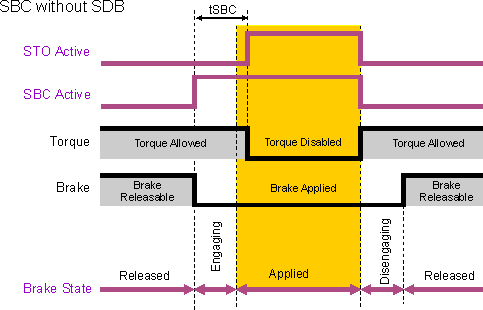 SBC without SDB
tSBC
STO Active
SBC Active
Torque
Torque Allowed
Torque Disabled
Torque Allowed
Brake
Brake
Releasable
Brake Applied
Brake
Releasable
Engaging
Disengaging
Released
Applied
Released
Brake State